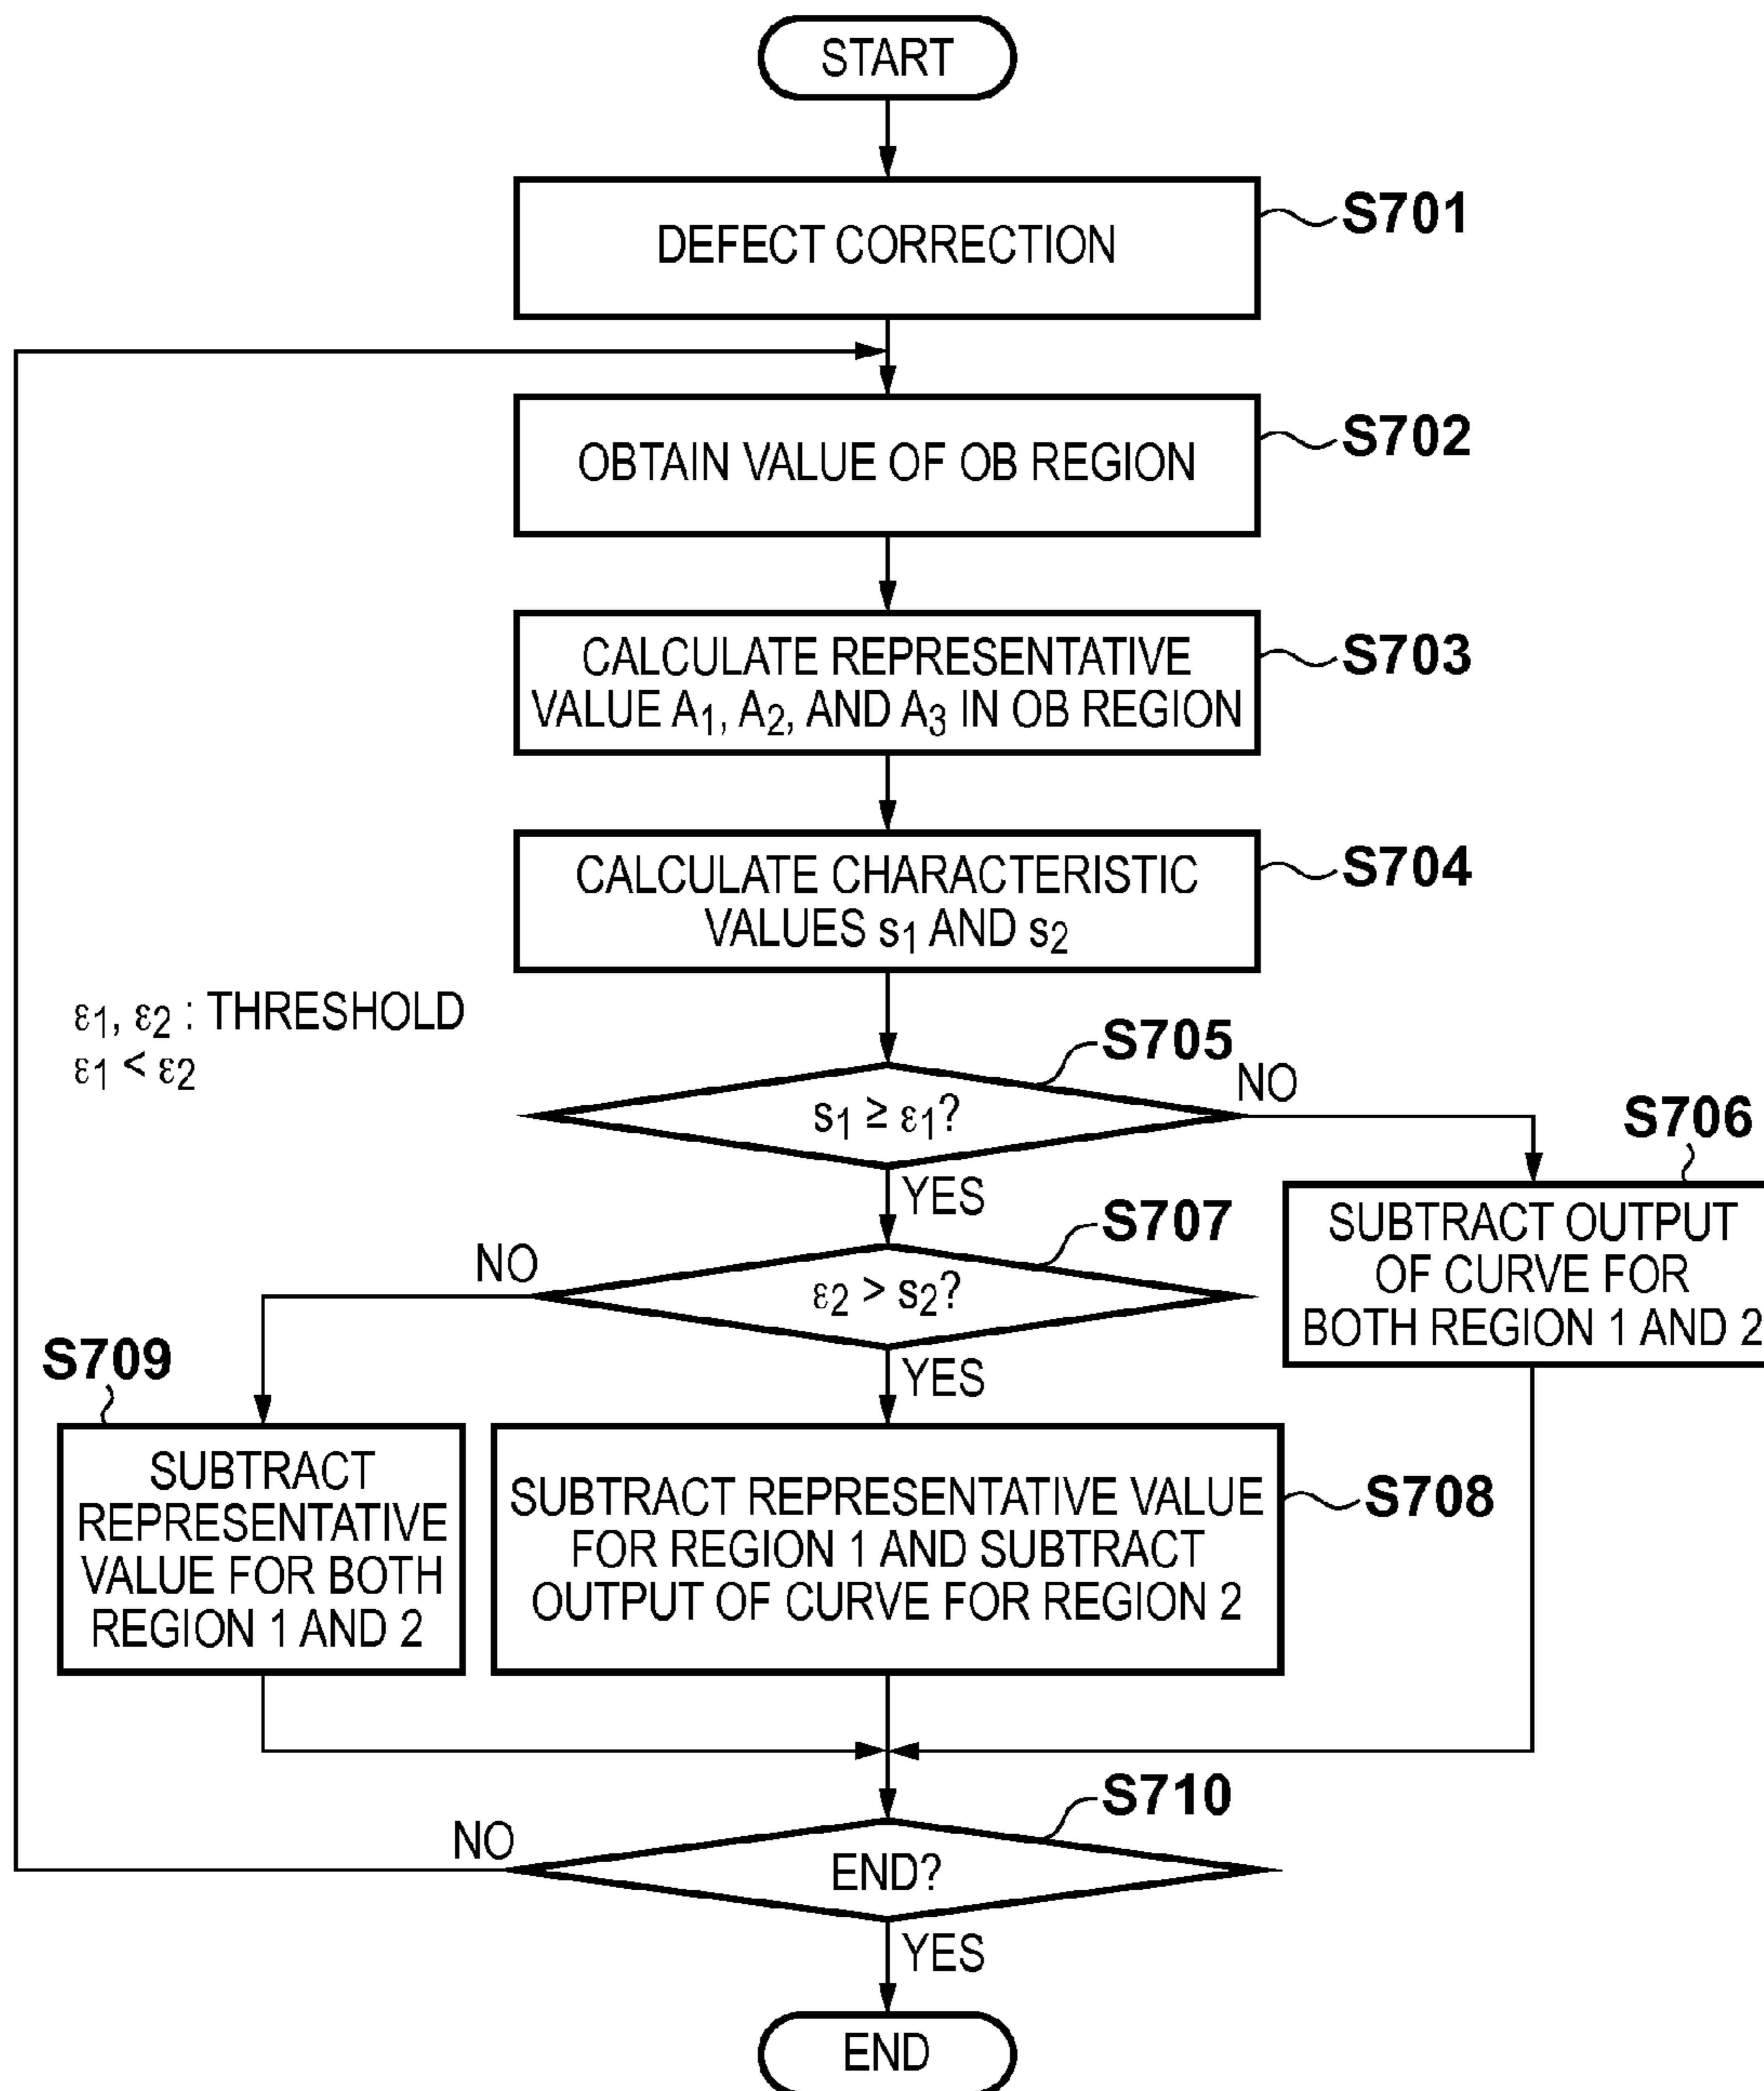 START
DEFECT CORRECTION
S701
OBTAIN VALUE OF OB REGION
S702
CALCULATE REPRESENTATIVE
VALUE A1, A2, AND A3 IN OB REGION
S703
CALCULATE CHARACTERISTIC
VALUES s1 AND s2
S704
ε1, ε2 : THRESHOLD
ε1 < ε2
S705
s1 ≥ ε1?
NO
YES
S706
SUBTRACT OUTPUT
OF CURVE FOR
BOTH REGION 1 AND 2
S707
ε2 > s2?
NO
YES
S709
SUBTRACT
REPRESENTATIVE
VALUE FOR BOTH
REGION 1 AND 2
SUBTRACT REPRESENTATIVE VALUE
FOR REGION 1 AND SUBTRACT
OUTPUT OF CURVE FOR REGION 2
S708
S710
END?
NO
YES
END